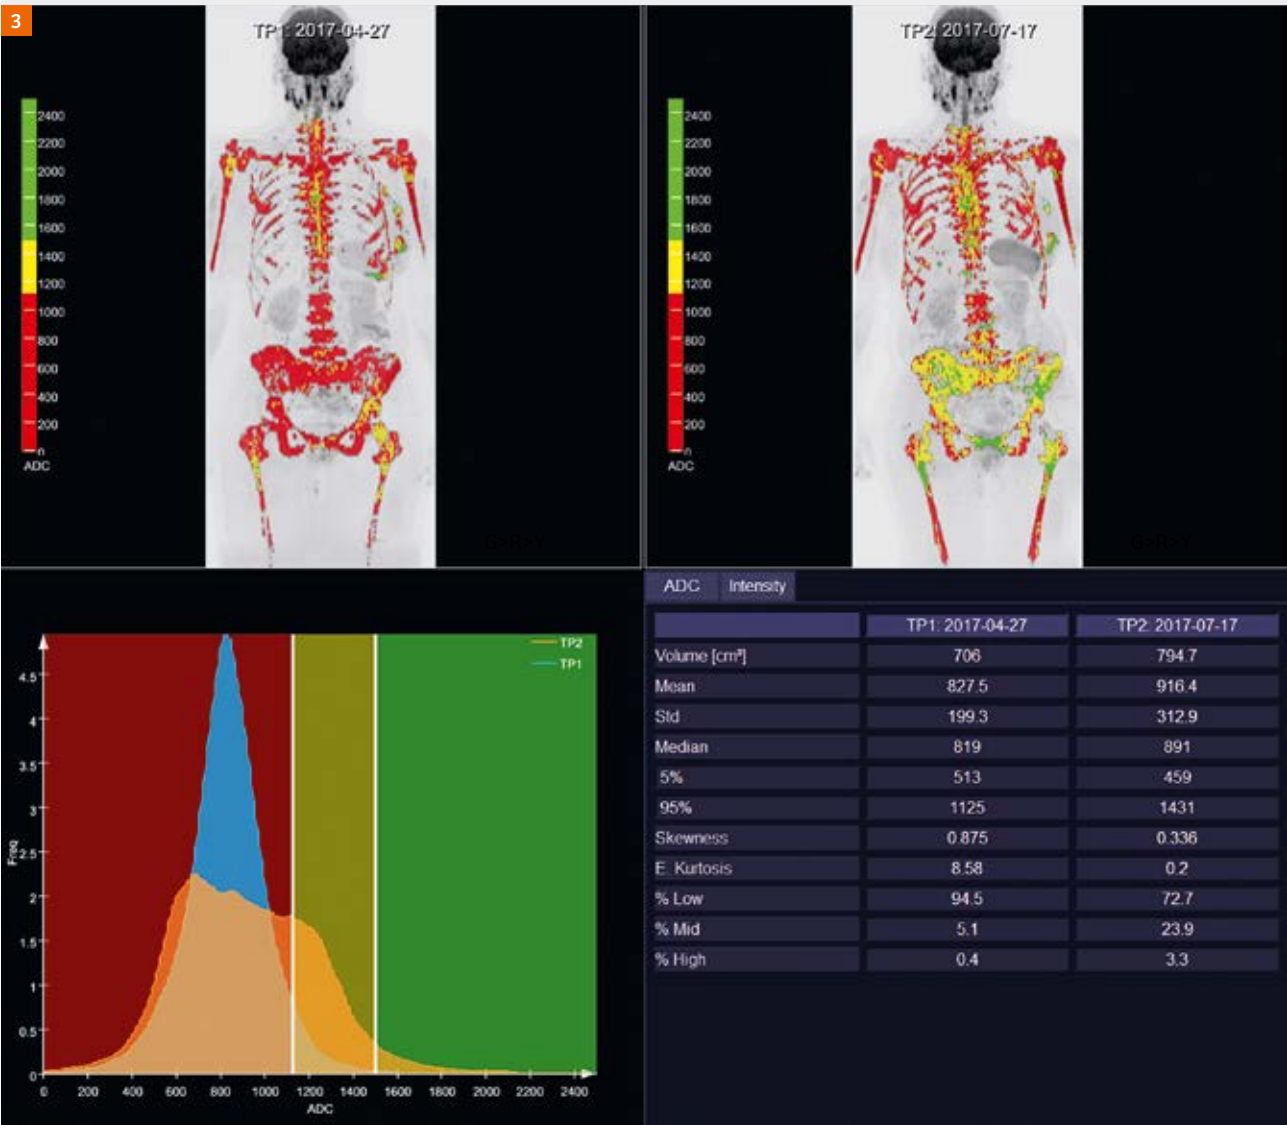 3
TP1: 2017-04-27
2400
2200
2000
1800
1600
1400
1200
1000
800
600
400
200
0
ADC
TP2: 2017-07-17
2400
2200
2000
1800
1600
1400
1200
1000
800
600
400
200
0
ADC
TP2
TP1
4.5
4
3.5
3
2.5
2
1.5
1
0.5
0
Freq
0 200 400 600 800 1000 1200 1400 1600 1800 2000 2200 2400
ADC
ADC Intensity
TP1: 2017-04-27 TP2: 2017-07-17
Volume [cm³] 706 794.7
Mean 827.5 916.4
Std 199.3 312.9
Median 819 891
5% 513 459
95% 1125 1431
Skewness 0.875 0.336
E. Kurtosis 8.58 0.2
% Low 94.5 72.7
% Mid 5.1 23.9
% High 0.4 3.3